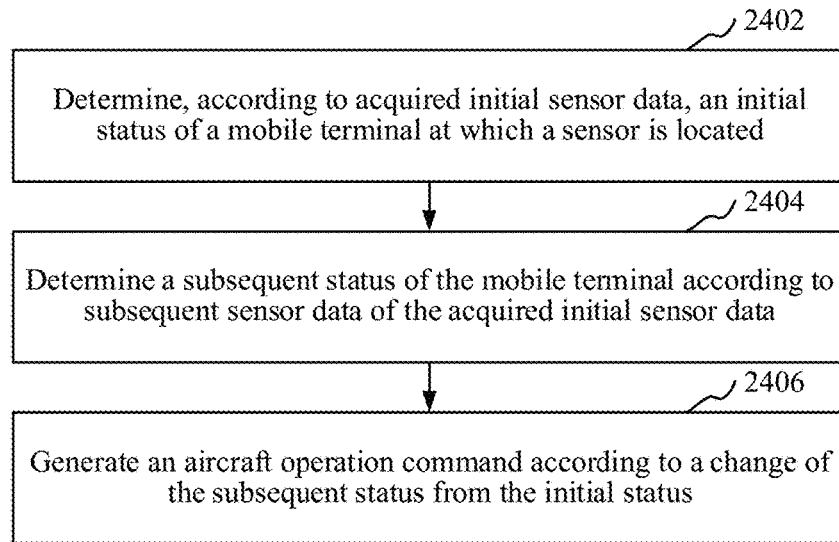 2402
Determine, according to acquired initial sensor data, an initial
status of a mobile terminal at which a sensor is located
2404
Determine a subsequent status of the mobile terminal according to
subsequent sensor data of the acquired initial sensor data
2406
Generate an aircraft operation command according to a change of
the subsequent status from the initial status